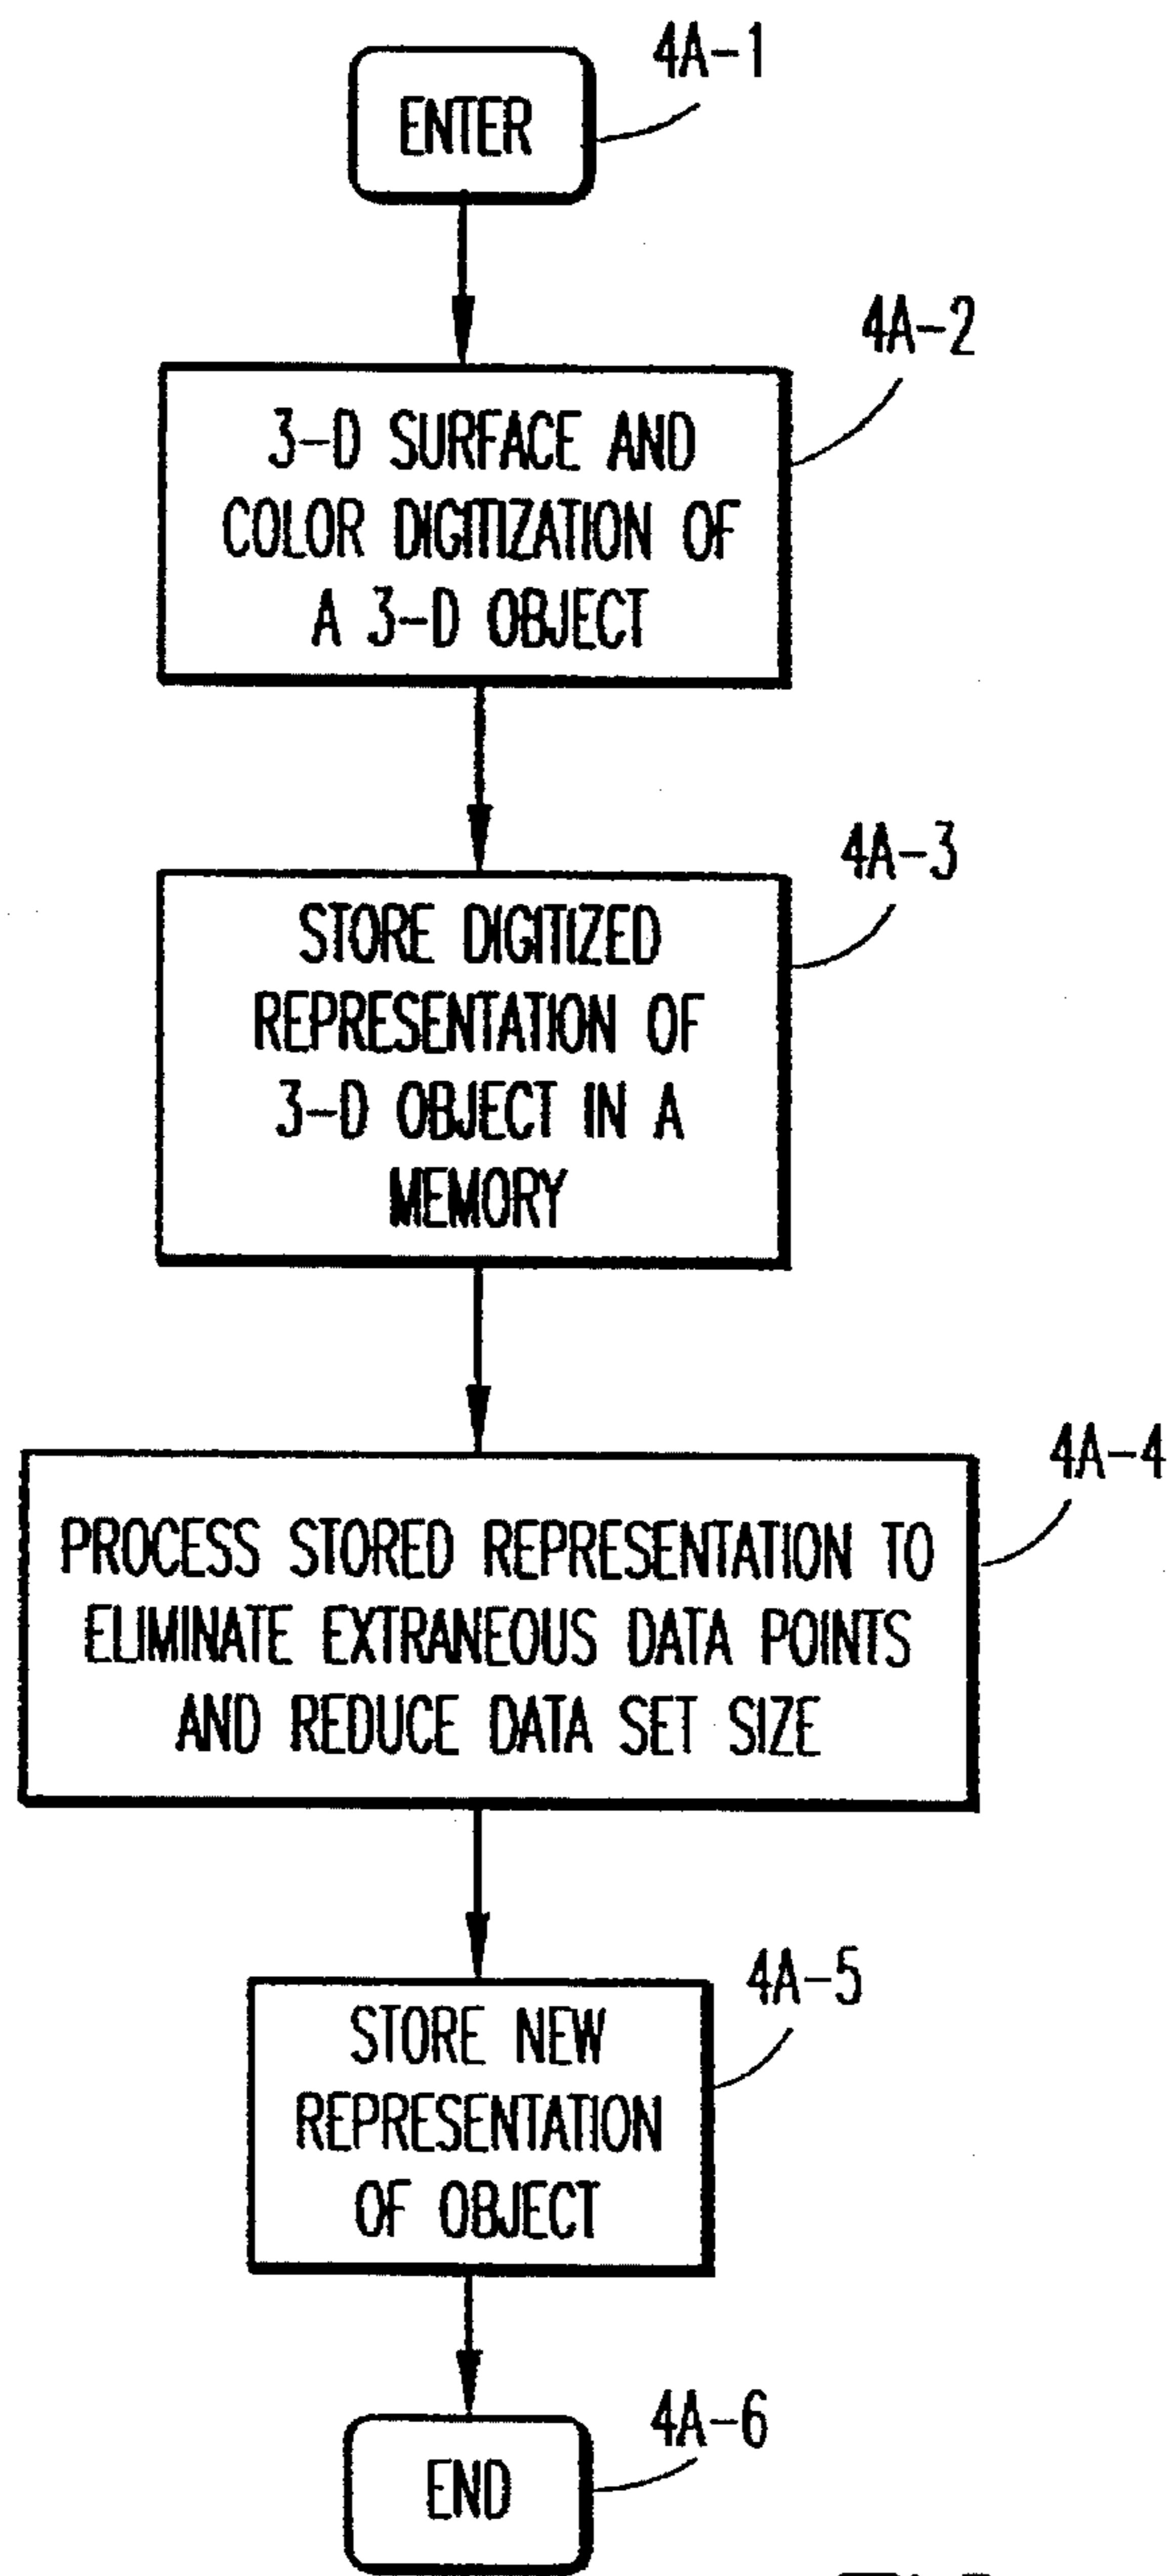 4A-1
ENTER
4A-2
3-D SURFACE AND
COLOR DIGITIZATION OF
A 3-D OBJECT
4A-3
STORE DIGITIZED
REPRESENTATION OF
3-D OBJECT IN A
MEMORY
4A-4
PROCESS STORED REPRESENTATION TO
ELIMINATE EXTRANEOUS DATA POINTS
AND REDUCE DATA SET SIZE
4A-5
STORE NEW
REPRESENTATION
OF OBJECT
4A-6
END